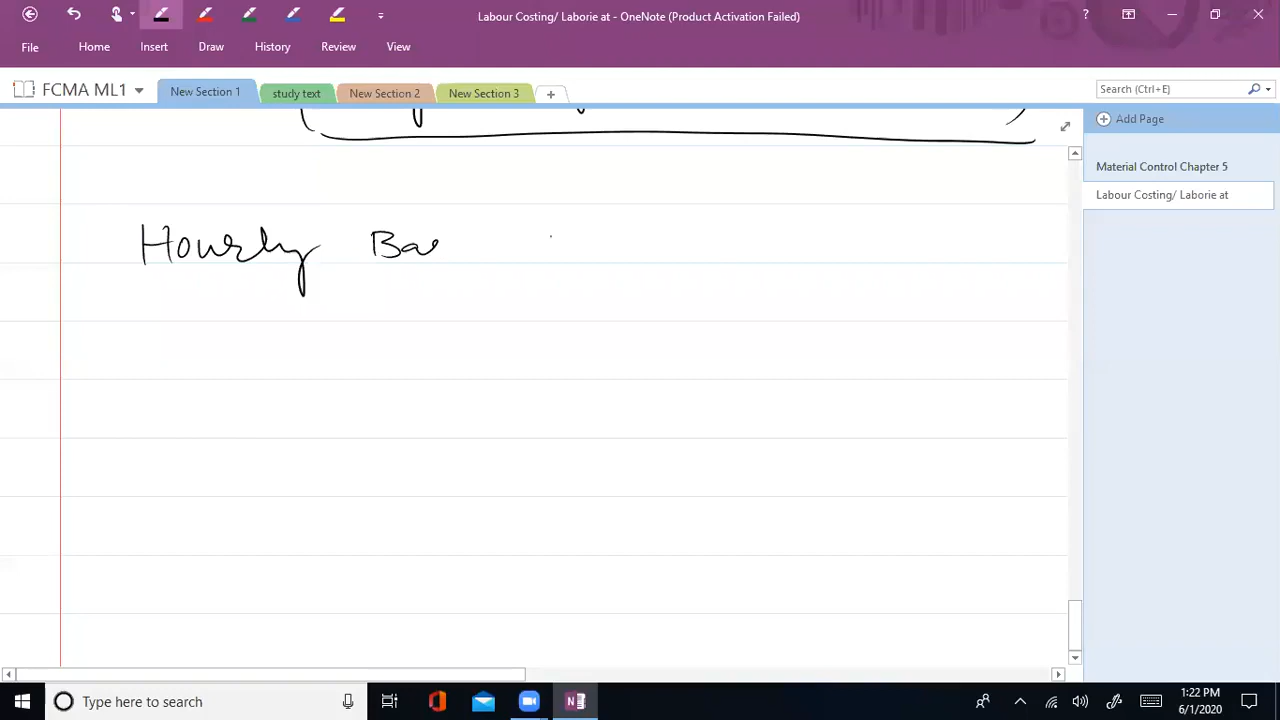 Labour Costing/ Laborie at - OneNote (Product Activation Failed)
?
File Home Insert Draw History Review View
FCMA ML1 New Section 1 study text New Section 2 New Section 3 +
Search (Ctrl+E)
Add Page
Material Control Chapter 5
Labour Costing/ Laborie at
Hourly Bas
Type here to search
1:22 PM
6/1/2020